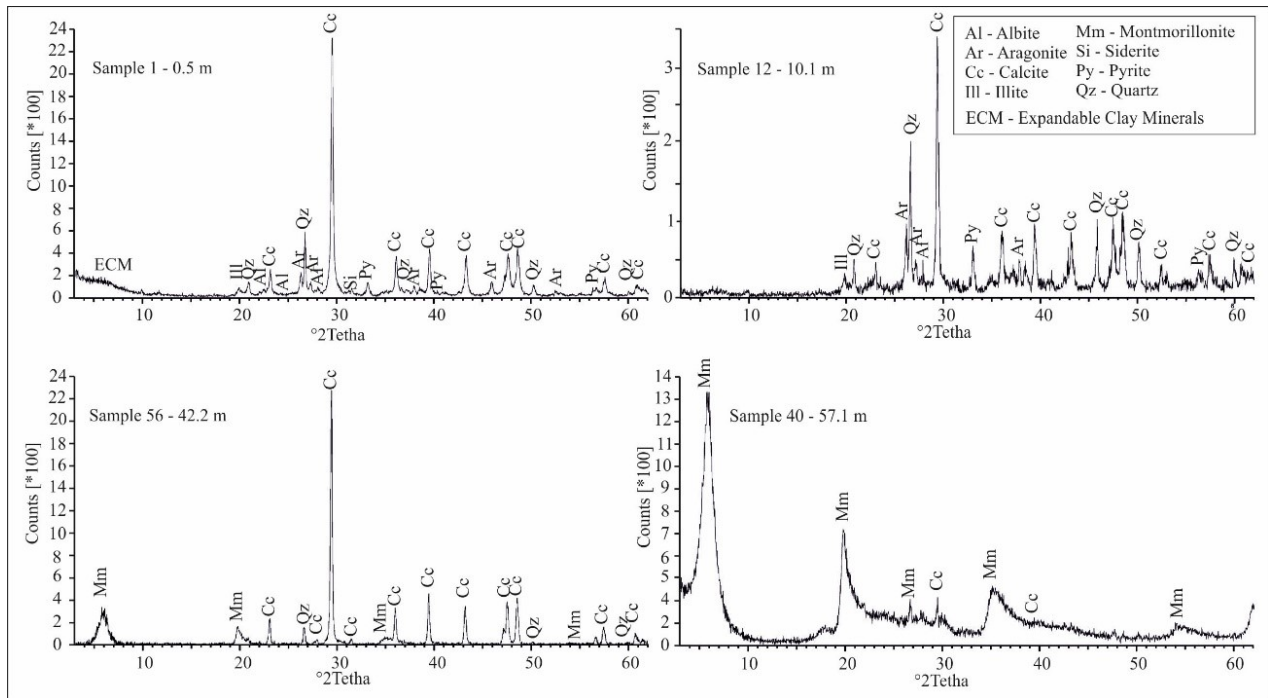 Sample 1 - 0.5 m
Counts [*100]
24
22
20
18
16
14
12
10
8
6
4
2
0
ECM
Ill
Qz
Al
Cc
Al
Ar
Qz
Ar
Ar
Cc
Si
Py
Cc
Qz
Ar
Cc
Py
Cc
Ar
Cc
Cc
Qz
Ar
Py
Cc
Qz
Cc
10 20 30 40 50 60
°2Tetha
Sample 12 - 10.1 m
Counts [*100]
3
2
1
0
Ill
Qz
Cc
Ar
Qz
Ar
Al
Cc
Py
Cc
Ar
Cc
Cc
Qz
Cc
Cc
Qz
Cc
Py
Cc
Qz
Cc
20 30 40 50 60
°2Tetha
Al - Albite Mm - Montmorillonite
Ar - Aragonite Si - Siderite
Cc - Calcite Py - Pyrite
Ill - Illite Qz - Quartz
ECM - Expandable Clay Minerals
Sample 56 - 42.2 m
Counts [*100]
24
22
20
18
16
14
12
10
8
6
4
2
0
Mm
Mm
Cc
Qz
Cc
Cc
Cc
Mm
Cc
Cc
Cc
Cc
Cc
Qz
Mm
Cc
Qz
Cc
10 20 30 40 50 60
°2Tetha
Sample 40 - 57.1 m
Counts [*100]
14
13
12
11
10
9
8
7
5
5
4
1
2
1
0
Mm
Mm
Mm
Cc
Mm
Cc
Mm
10 20 30 40 50 60
°2Tetha